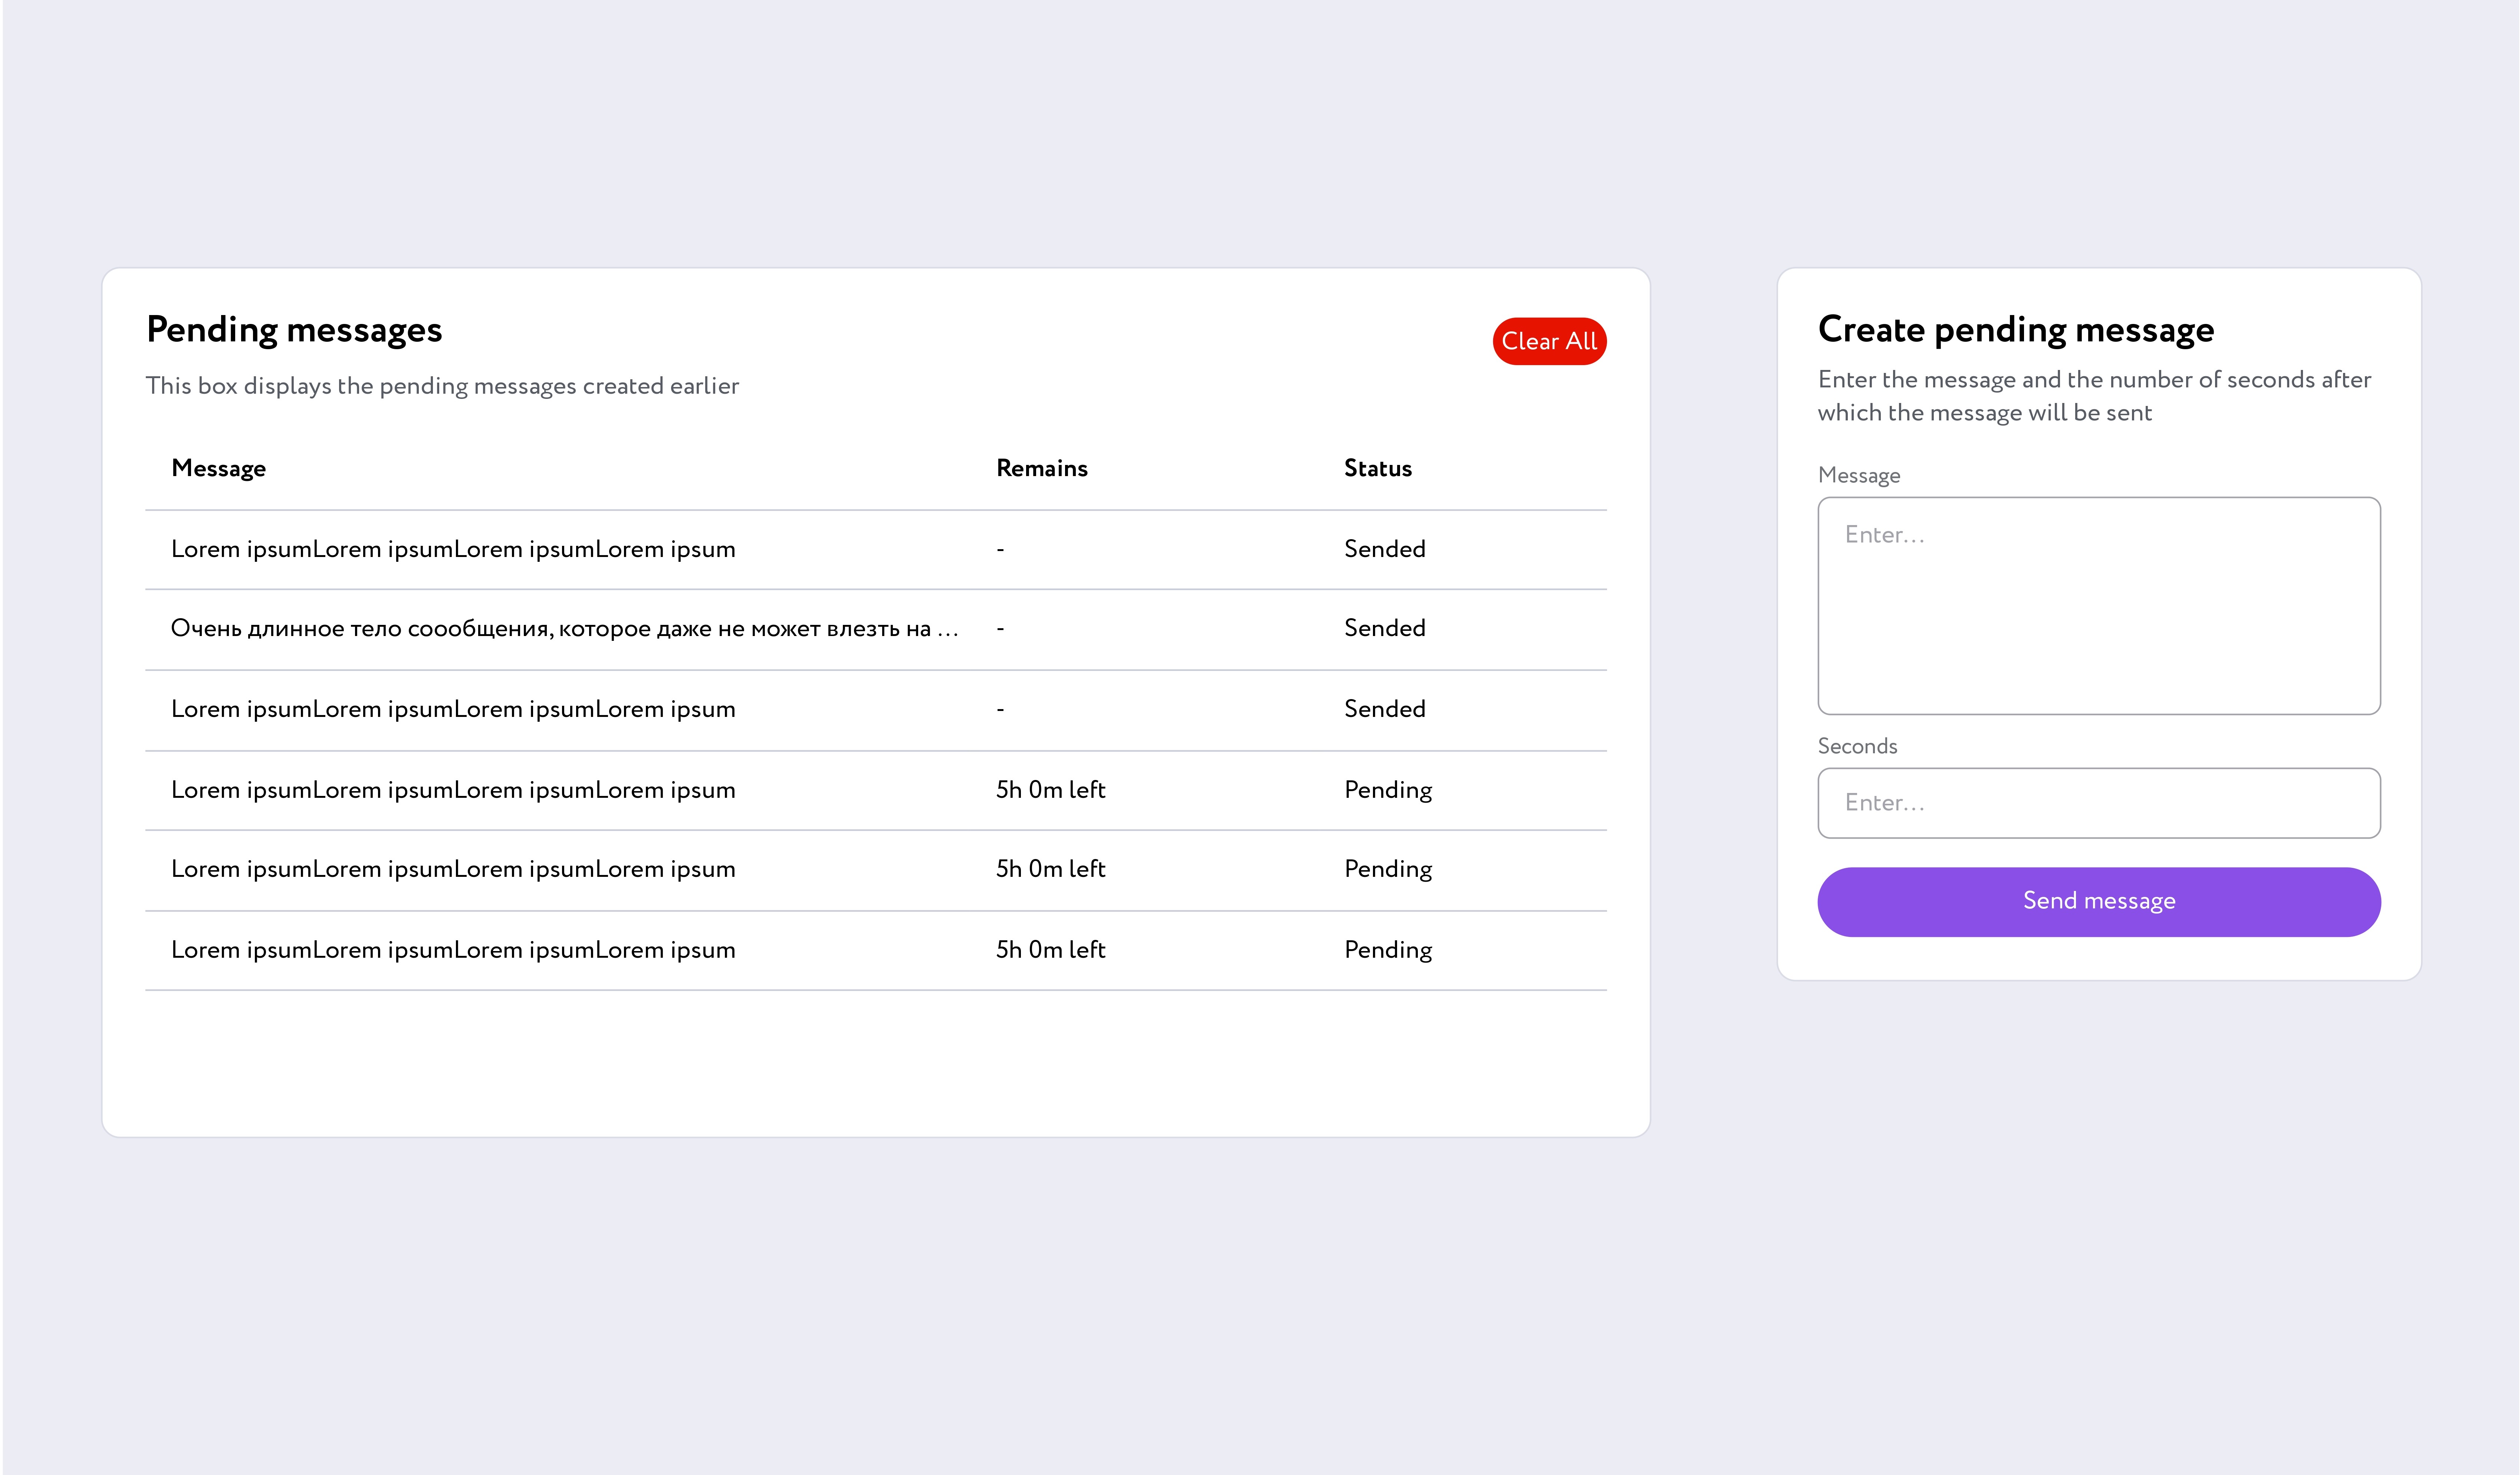 Pending messages
Clear All
This box displays the pending messages created earlier
Message Remains Status
Lorem ipsumLorem ipsumLorem ipsumLorem ipsum - Sended
Очень длинное тело соообщения, которое даже не может влезть на ... - Sended
Lorem ipsumLorem ipsumLorem ipsumLorem ipsum - Sended
Lorem ipsumLorem ipsumLorem ipsumLorem ipsum 5h 0m left Pending
Lorem ipsumLorem ipsumLorem ipsumLorem ipsum 5h 0m left Pending
Lorem ipsumLorem ipsumLorem ipsumLorem ipsum 5h 0m left Pending
Create pending message
Enter the message and the number of seconds after
which the message will be sent
Message
Enter...
Seconds
Enter...
Send message